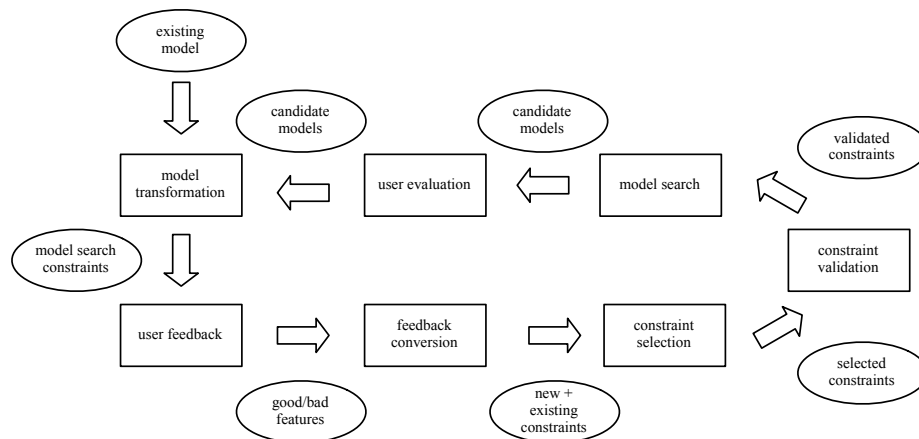 existing
model
candidate
models
candidate
models
validated
constraints
model
transformation
user evaluation
model search
model search
constraints
constraint
validation
user feedback
feedback
conversion
constraint
selection
selected
constraints
good/bad
features
new +
existing
constraints